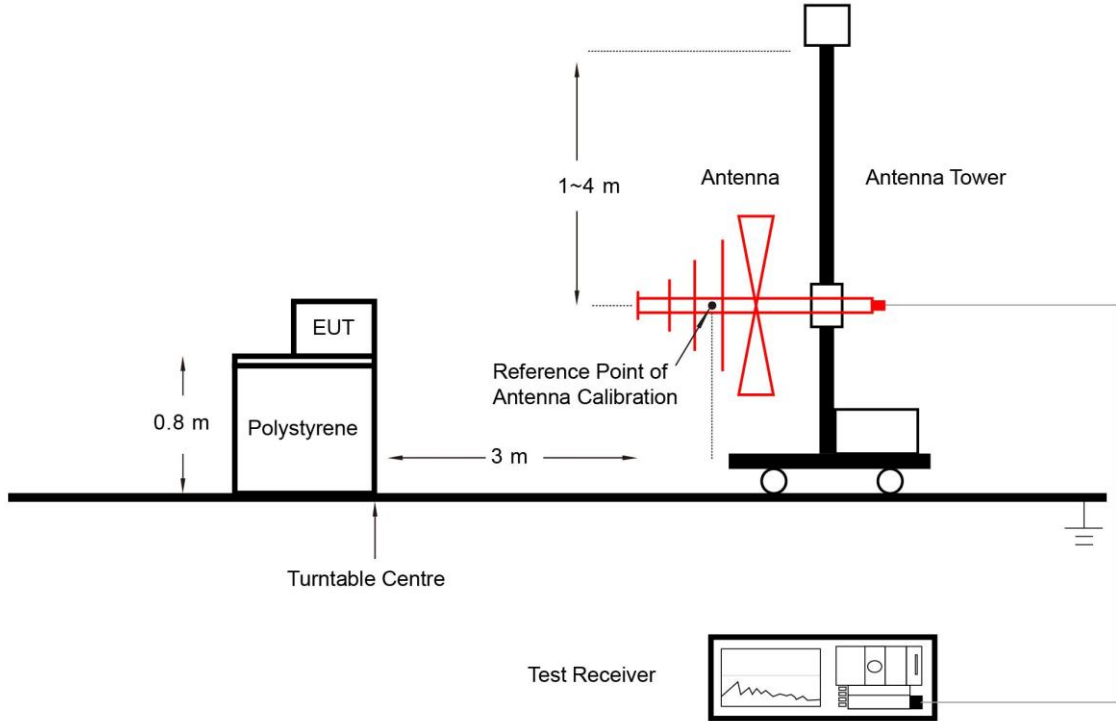 1~4 m
Antenna
Antenna Tower
EUT
Reference Point of
Antenna Calibration
0.8 m
Polystyrene
3 m
Turntable Centre
Test Receiver